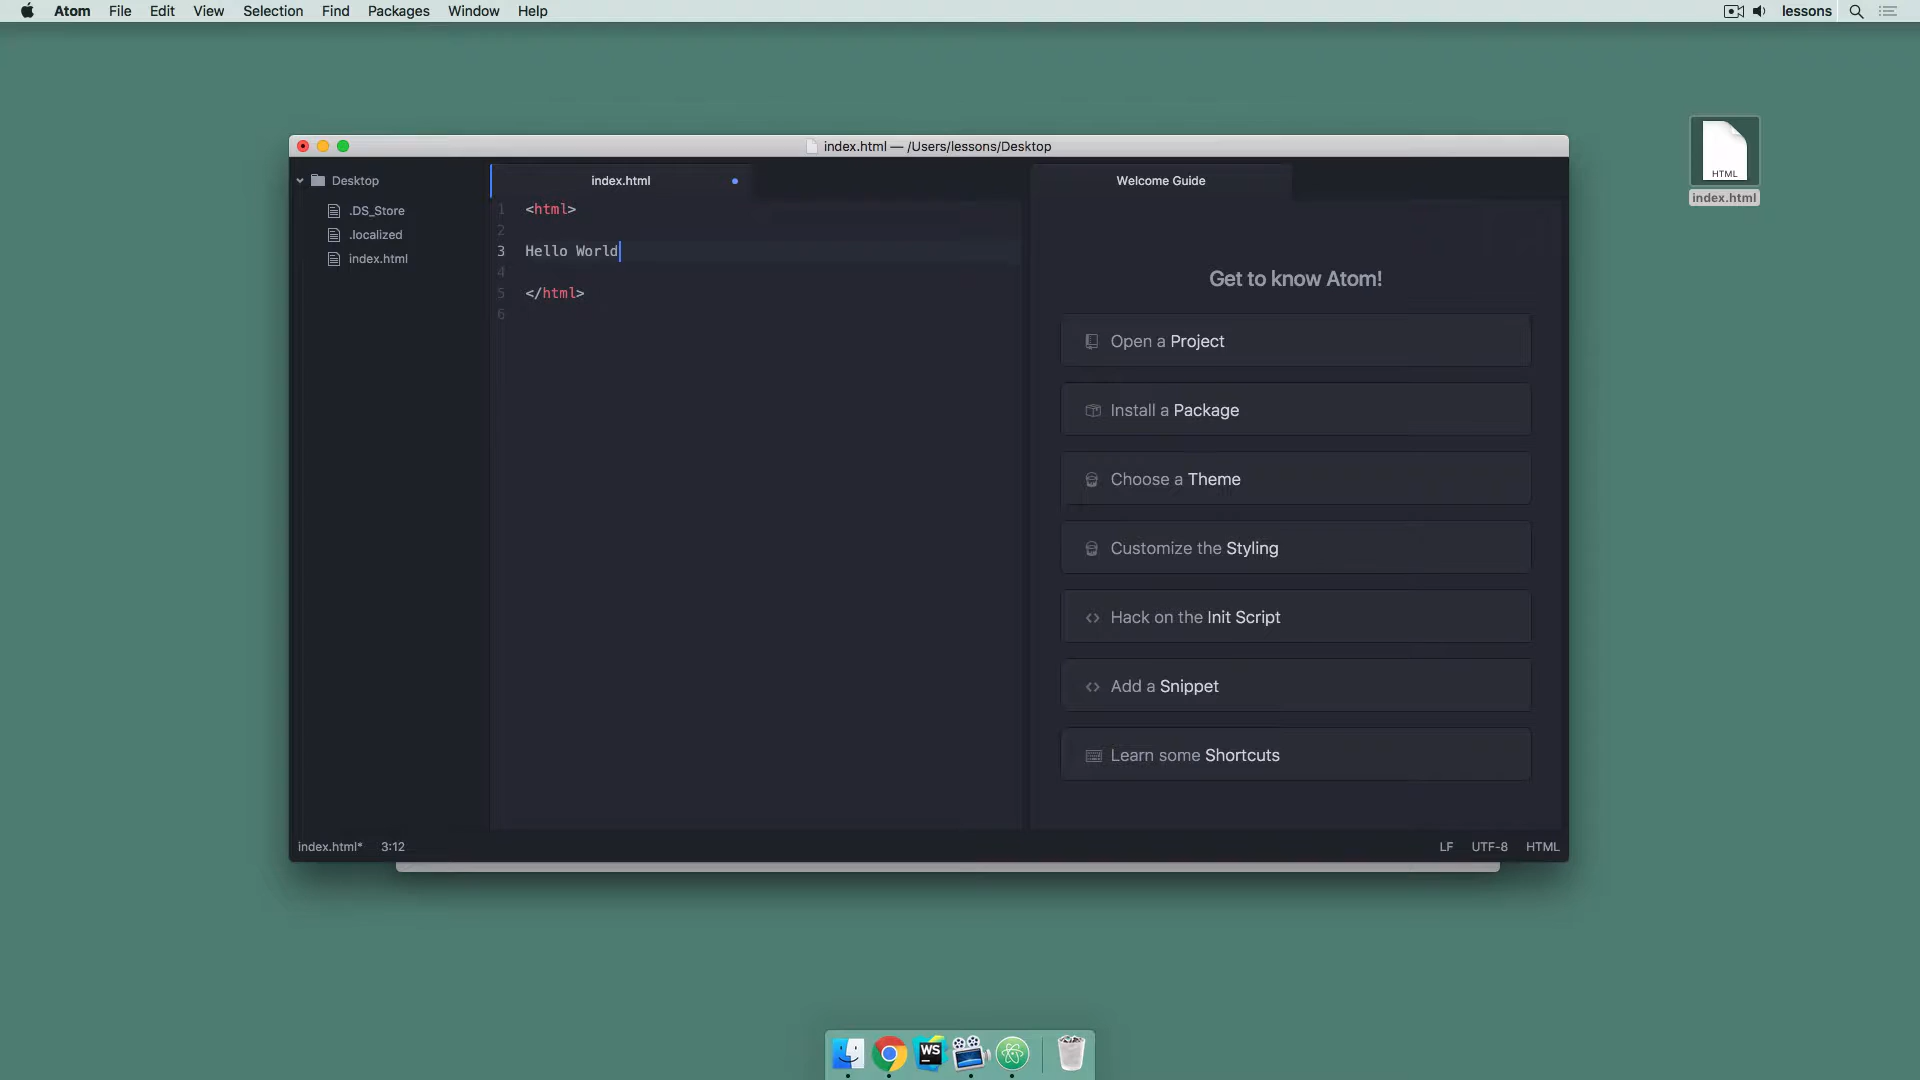 Atom File Edit View Selection Find Packages Window Help lessons
index.html — /Users/lessons/Desktop
HTML
index.html
Desktop
.DS_Store
.localized
index.html
index.html
1 <html>
2
3 Hello World
4
5 </html>
6
Welcome Guide
Get to know Atom!
Open a Project
Install a Package
Choose a Theme
Customize the Styling
Hack on the Init Script
Add a Snippet
Learn some Shortcuts
index.html* 3:12 LF UTF-8 HTML
WS